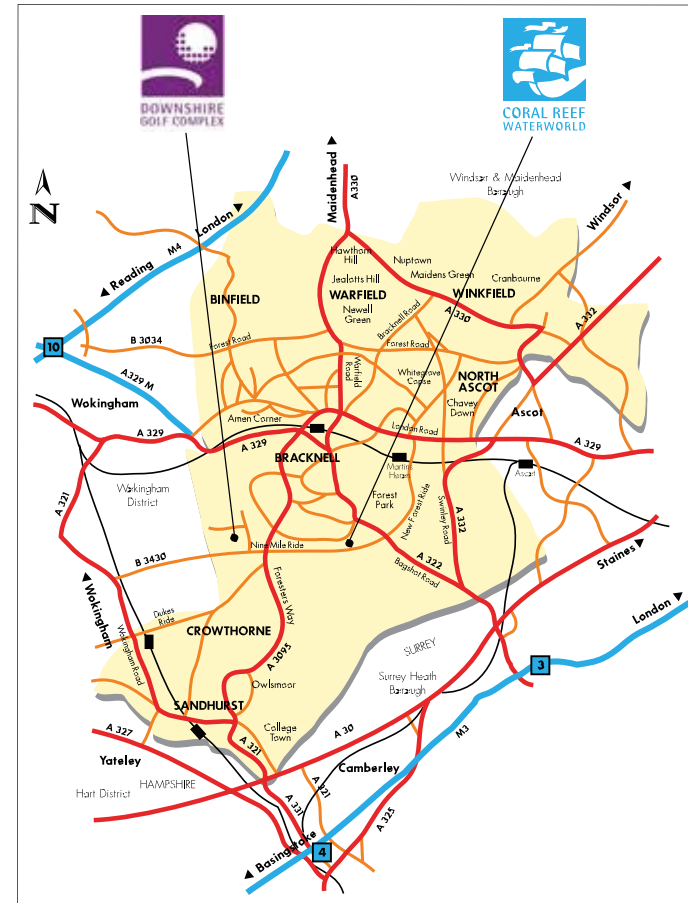 DOWNSHIRE
GOLF COMPLEX
CORAL REEF
WATERWORLD
N
Maidenhead
A 330
Windsor & Maidenhead
Borough
Windsor
London
M4
Reading
Hawthorn
Hill
Nuptown
Maidens Green
Cranbourne
Jealotts Hill
BINFIELD
WARFIELD
WINKFIELD
Newell
Green
Bracknell Road
A 330
A 332
10
B 3034
Forest Road
Forest Road
A329 M
Warfield
Road
Whitegrove
Copse
NORTH
ASCOT
Wokingham
Chavey
Down
Ascot
Amen Corner
London Road
A 329
A 329
A 329
BRACKNELL
Martins
Heron
Ascot
A 321
Wokingham
District
Forest
Park
New Forest Ride
Swinley Road
A 332
Nine Mile Ride
B 3430
A 322
Bagshot Road
Staines
Wokingham
Foresters Way
London
Dukes
Ride
CROWTHORNE
Wokingham Road
A 3095
SURREY
3
Owlsmoor
Surrey Heath
Borough
SANDHURST
College
Town
A 327
A 321
A 30
M3
Yateley
Camberley
HAMPSHIRE
Hart District
A 321
A 331
A 325
Basingstoke
4